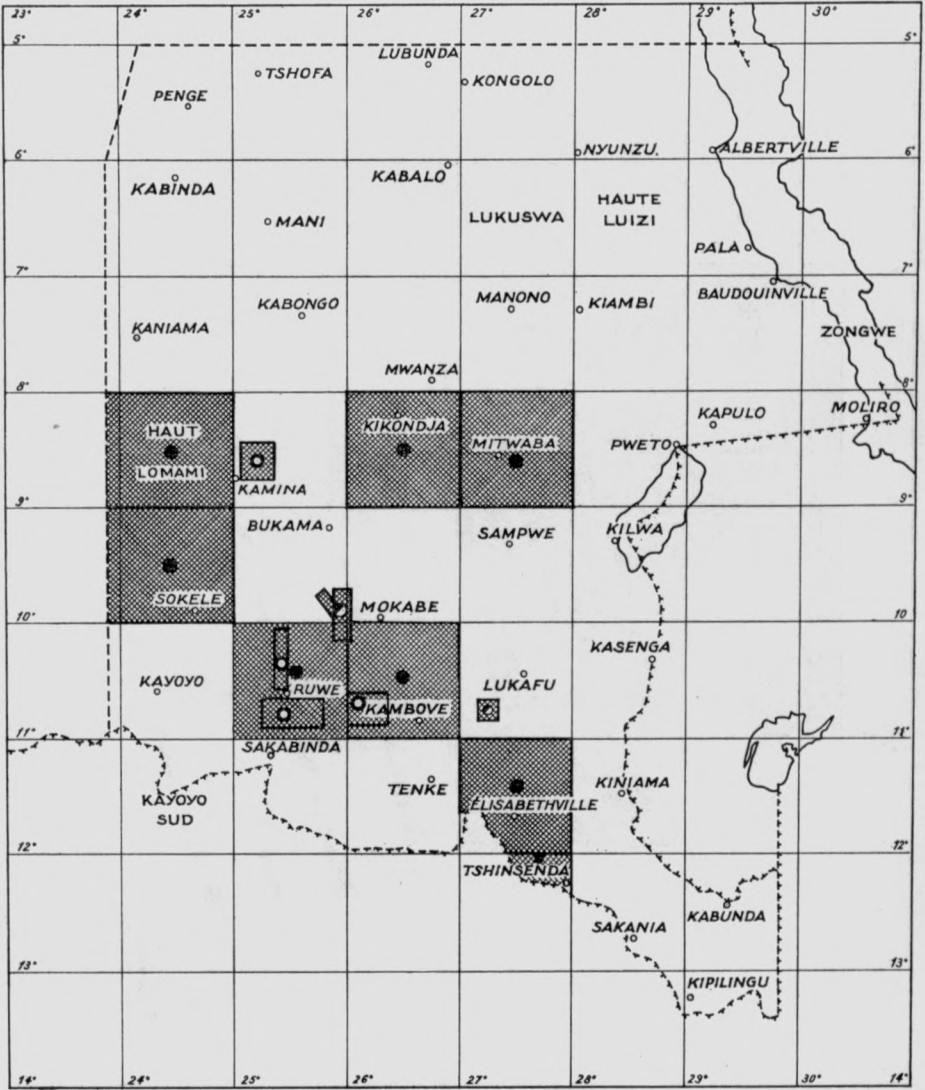 23° 24° 25° 26° 27° 28° 29° 30°
5° 5°
LUBUNDA
TSHOFA
KONGOLO
PENGE
NYUNZU.
ALBERTVILLE
6° 6°
KABALO
KABINDA
HAUTE
LUIZI
LUKUSWA
MANI
PALA
7° 7°
BAUDOUINVILLE
KABONGO
MANONO
KIAMBI
KANIAMA
ZONGWE
MWANZA
8° 8°
MOLIRO
KAPULO
KIKONDJA
HAUT
LOMAMI
MITWABA
PWETO
KAMINA
9° 9°
BUKAMA
KILWA
SAMPWE
SOKELE
MOKABE
10° 10°
KASENGA
KAYOYO
RUWE
LUKAFU
KAMBOVE
11° 11°
SAKABINDA
TENKE
KINIAMA
KAYOYO
SUD
ÉLISABETHVILLE
12° 12°
TSHINSENDA
KABUNDA
SAKANIA
13° 13°
KIPILINGU
14° 24° 25° 26° 27° 28° 29° 30° 14°